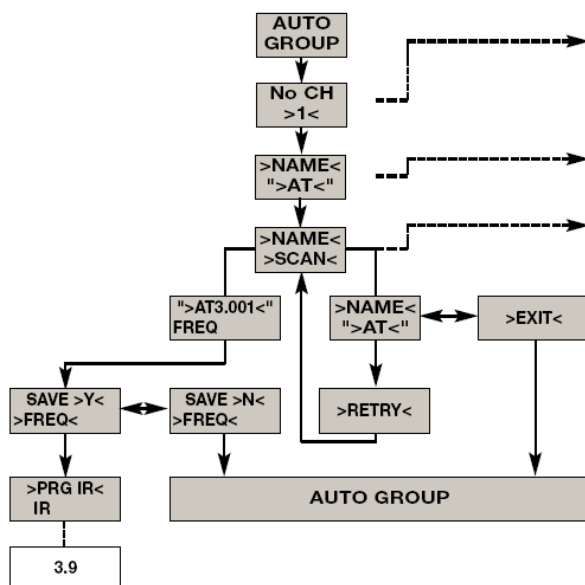 AUTO
GROUP
No CH
>1<
>NAME<
">AT<"
>NAME<
>SCAN<
">AT3.001<"
FREQ
>NAME<
">AT<"
>EXIT<
SAVE >Y<
>FREQ<
SAVE >N<
>FREQ<
>RETRY<
>PRG IR<
IR
AUTO GROUP
3.9